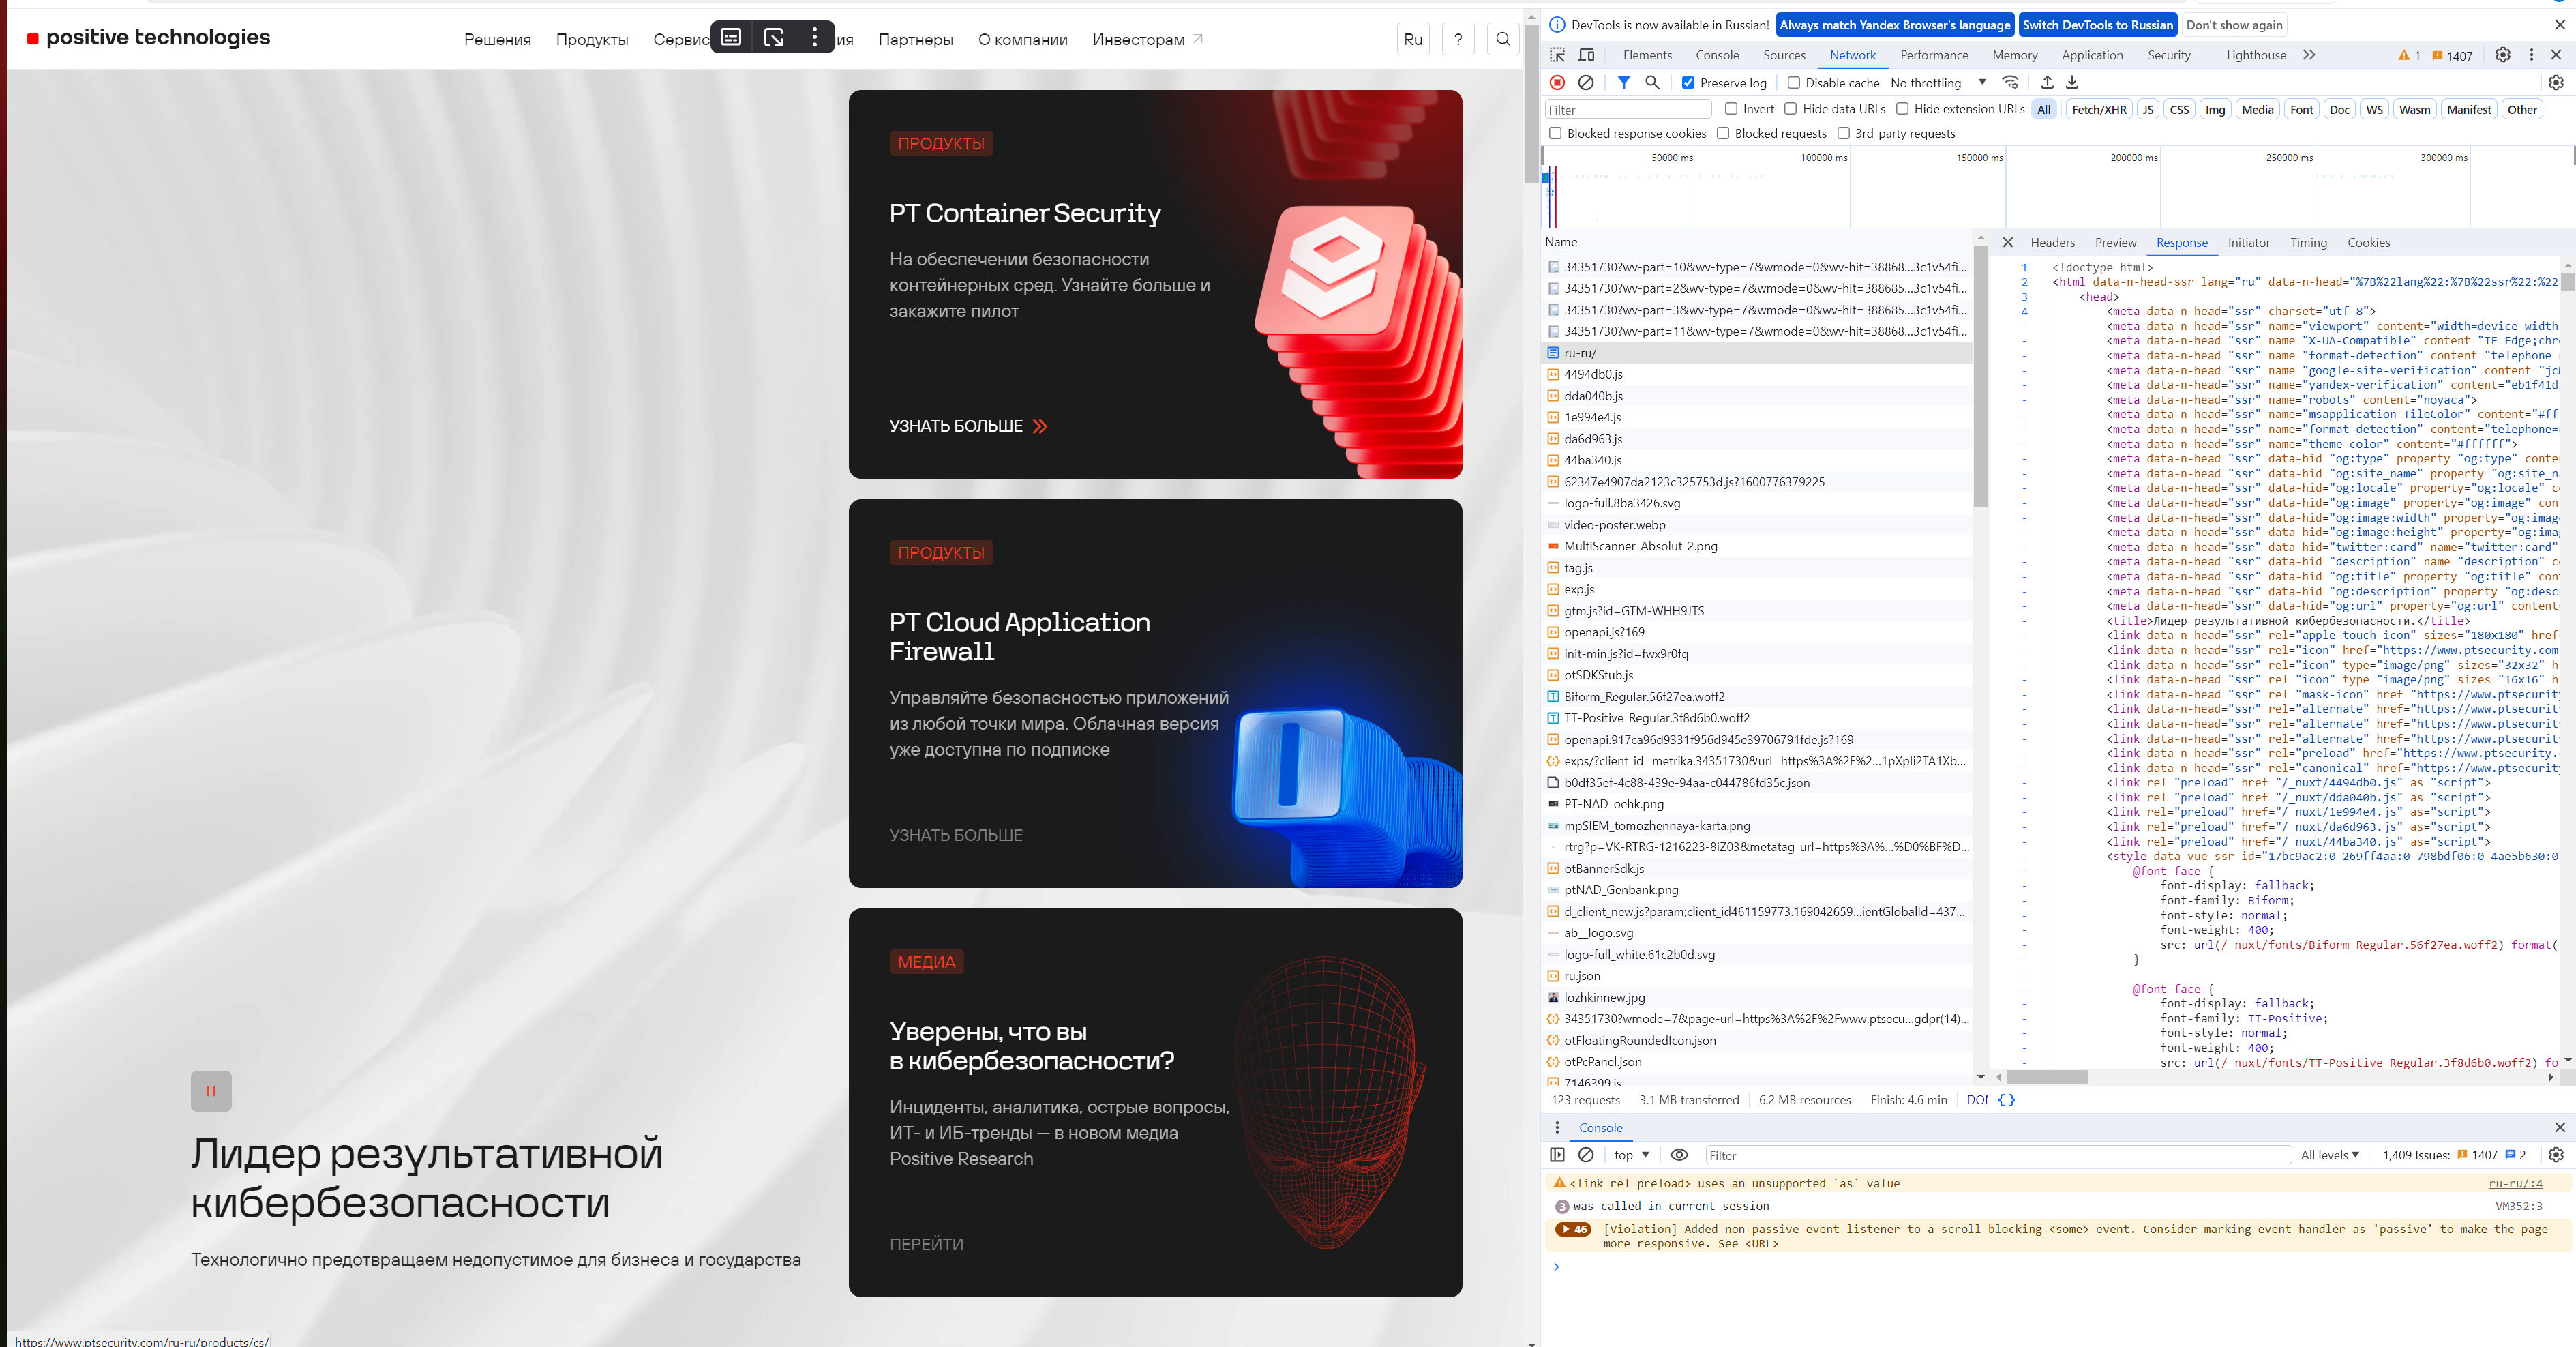 positive technologies
Решения Продукты Сервис ия Партнеры О компании Инвесторам Ru ?
ПРОДУКТЫ
PT Container Security
На обеспечении безопасности
контейнерных сред. Узнайте больше и
закажите пилот
УЗНАТЬ БОЛЬШЕ
ПРОДУКТЫ
PT Cloud Application
Firewall
Управляйте безопасностью приложений
из любой точки мира. Облачная версия
уже доступна по подписке
УЗНАТЬ БОЛЬШЕ
МЕДИА
Уверены, что вы
в кибербезопасности?
Инциденты, аналитика, острые вопросы,
ИТ- и ИБ-тренды — в новом медиа
Positive Research
ПЕРЕЙТИ
Лидер результативной
кибербезопасности
Технологично предотвращаем недопустимое для бизнеса и государства
https://www.ptsecurity.com/ru-ru/products/cs/
DevTools is now available in Russian! Always match Yandex Browser's language Switch DevTools to Russian Don't show again
Elements Console Sources Network Performance Memory Application Security Lighthouse 1 1407
Preserve log Disable cache No throttling
Filter Invert Hide data URLs Hide extension URLs All Fetch/XHR JS CSS Img Media Font Doc WS Wasm Manifest Other
Blocked response cookies Blocked requests 3rd-party requests
50000 ms 100000 ms 150000 ms 200000 ms 250000 ms 300000 ms
Name
34351730?wv-part=10&wv-type=7&wmode=0&wv-hit=38868...3c1v54fi...
34351730?wv-part=2&wv-type=7&wmode=0&wv-hit=388685...3c1v54fi...
34351730?wv-part=3&wv-type=7&wmode=0&wv-hit=388685...3c1v54fi...
34351730?wv-part=11&wv-type=7&wmode=0&wv-hit=38868...3c1v54fi...
ru-ru/
4494db0.js
dda040b.js
1e994e4.js
da6d963.js
44ba340.js
62347e4907da2123c325753d.js?1600776379225
logo-full.8ba3426.svg
video-poster.webp
MultiScanner_Absolut_2.png
tag.js
exp.js
gtm.js?id=GTM-WHH9JTS
openapi.js?169
init-min.js?id=fwx9r0fq
otSDKStub.js
Biform_Regular.56f27ea.woff2
TT-Positive_Regular.3f8d6b0.woff2
openapi.917ca96d9331f956d945e39706791fde.js?169
exps/?client_id=metrika.34351730&url=https%3A%2F%2...1pXpli2TA1Xb...
b0df35ef-4c88-439e-94aa-c044786fd35c.json
PT-NAD_oehk.png
mpSIEM_tomozhennaya-karta.png
rtrg?p=VK-RTRG-1216223-8iZ03&metatag_url=https%3A%...%D0%BF%D...
otBannerSdk.js
ptNAD_Genbank.png
d_client_new.js?param;client_id461159773.169042659...ientGlobalId=437...
ab__logo.svg
logo-full_white.61c2b0d.svg
ru.json
lozhkinnew.jpg
34351730?wmode=7&page-url=https%3A%2F%2Fwww.ptsecu...gdpr(14)...
otFloatingRoundedIcon.json
otPcPanel.json
7146399.js
123 requests 3.1 MB transferred 6.2 MB resources Finish: 4.6 min
Headers Preview Response Initiator Timing Cookies
1 <!doctype html>
2 <html data-n-head-ssr lang="ru" data-n-head="%7B%22lang%22:%7B%22ssr%22:%22
3 <head>
4 <meta data-n-head="ssr" charset="utf-8">
- <meta data-n-head="ssr" name="viewport" content="width=device-width
- <meta data-n-head="ssr" name="X-UA-Compatible" content="IE=Edge;chr
- <meta data-n-head="ssr" name="format-detection" content="telephone=
- <meta data-n-head="ssr" name="google-site-verification" content="jc
- <meta data-n-head="ssr" name="yandex-verification" content="eb1f41d
- <meta data-n-head="ssr" name="robots" content="noyaca">
- <meta data-n-head="ssr" name="msapplication-TileColor" content="#ff
- <meta data-n-head="ssr" name="format-detection" content="telephone=
- <meta data-n-head="ssr" name="theme-color" content="#ffffff">
- <meta data-n-head="ssr" data-hid="og:type" property="og:type" conte
- <meta data-n-head="ssr" data-hid="og:site_name" property="og:site_n
- <meta data-n-head="ssr" data-hid="og:locale" property="og:locale" c
- <meta data-n-head="ssr" data-hid="og:image" property="og:image" con
- <meta data-n-head="ssr" data-hid="og:image:width" property="og:imag
- <meta data-n-head="ssr" data-hid="og:image:height" property="og:ima
- <meta data-n-head="ssr" data-hid="twitter:card" name="twitter:card"
- <meta data-n-head="ssr" data-hid="description" name="description" c
- <meta data-n-head="ssr" data-hid="og:title" property="og:title" con
- <meta data-n-head="ssr" data-hid="og:description" property="og:desc
- <meta data-n-head="ssr" data-hid="og:url" property="og:url" content
- <title>Лидер результативной кибербезопасности.</title>
- <link data-n-head="ssr" rel="apple-touch-icon" sizes="180x180" href
- <link data-n-head="ssr" rel="icon" href="https://www.ptsecurity.com
- <link data-n-head="ssr" rel="icon" type="image/png" sizes="32x32" h
- <link data-n-head="ssr" rel="icon" type="image/png" sizes="16x16" h
- <link data-n-head="ssr" rel="mask-icon" href="https://www.ptsecurit
- <link data-n-head="ssr" rel="alternate" href="https://www.ptsecurit
- <link data-n-head="ssr" rel="alternate" href="https://www.ptsecurit
- <link data-n-head="ssr" rel="alternate" href="https://www.ptsecurit
- <link data-n-head="ssr" rel="preload" href="https://www.ptsecurity.
- <link data-n-head="ssr" rel="canonical" href="https://www.ptsecurit
- <link rel="preload" href="/_nuxt/4494db0.js" as="script">
- <link rel="preload" href="/_nuxt/dda040b.js" as="script">
- <link rel="preload" href="/_nuxt/1e994e4.js" as="script">
- <link rel="preload" href="/_nuxt/da6d963.js" as="script">
- <link rel="preload" href="/_nuxt/44ba340.js" as="script">
- <style data-vue-ssr-id="17bc9ac2:0 269ff4aa:0 798bdf06:0 4ae5b630:0
- @font-face {
- font-display: fallback;
- font-family: Biform;
- font-style: normal;
- font-weight: 400;
- src: url(/_nuxt/fonts/Biform_Regular.56f27ea.woff2) format(
- }
-
- @font-face {
- font-display: fallback;
- font-family: TT-Positive;
- font-style: normal;
- font-weight: 400;
- src: url(/_nuxt/fonts/TT-Positive_Regular.3f8d6b0.woff2) fo
{}
Console
top Filter All levels 1,409 Issues: 1407 2
<link rel=preload> uses an unsupported `as` value ru-ru/:4
3 was called in current session VM352:3
46 [Violation] Added non-passive event listener to a scroll-blocking <some> event. Consider marking event handler as 'passive' to make the page
more responsive. See <URL>